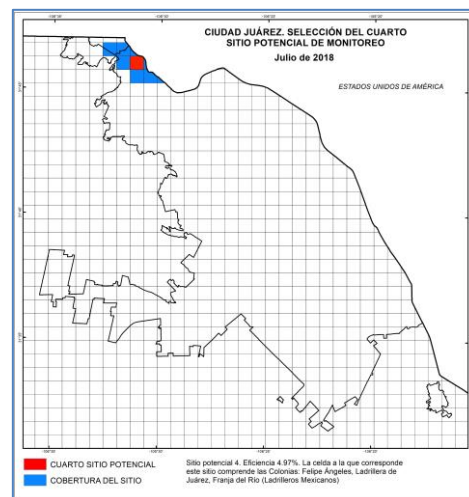 CIUDAD JUÁREZ. SELECCIÓN DEL CUARTO
SITIO POTENCIAL DE MONITOREO
Julio de 2018
ESTADOS UNIDOS DE AMÉRICA
CUARTO SITIO POTENCIAL
COBERTURA DEL SITIO
Sitio potencial 4. Eficiencia 4.97%. La celda a la que corresponde
este sitio comprende las Colonias: Felipe Ángeles, Ladrillera de
Juárez, Franja del Río (Ladrilleros Mexicanos)